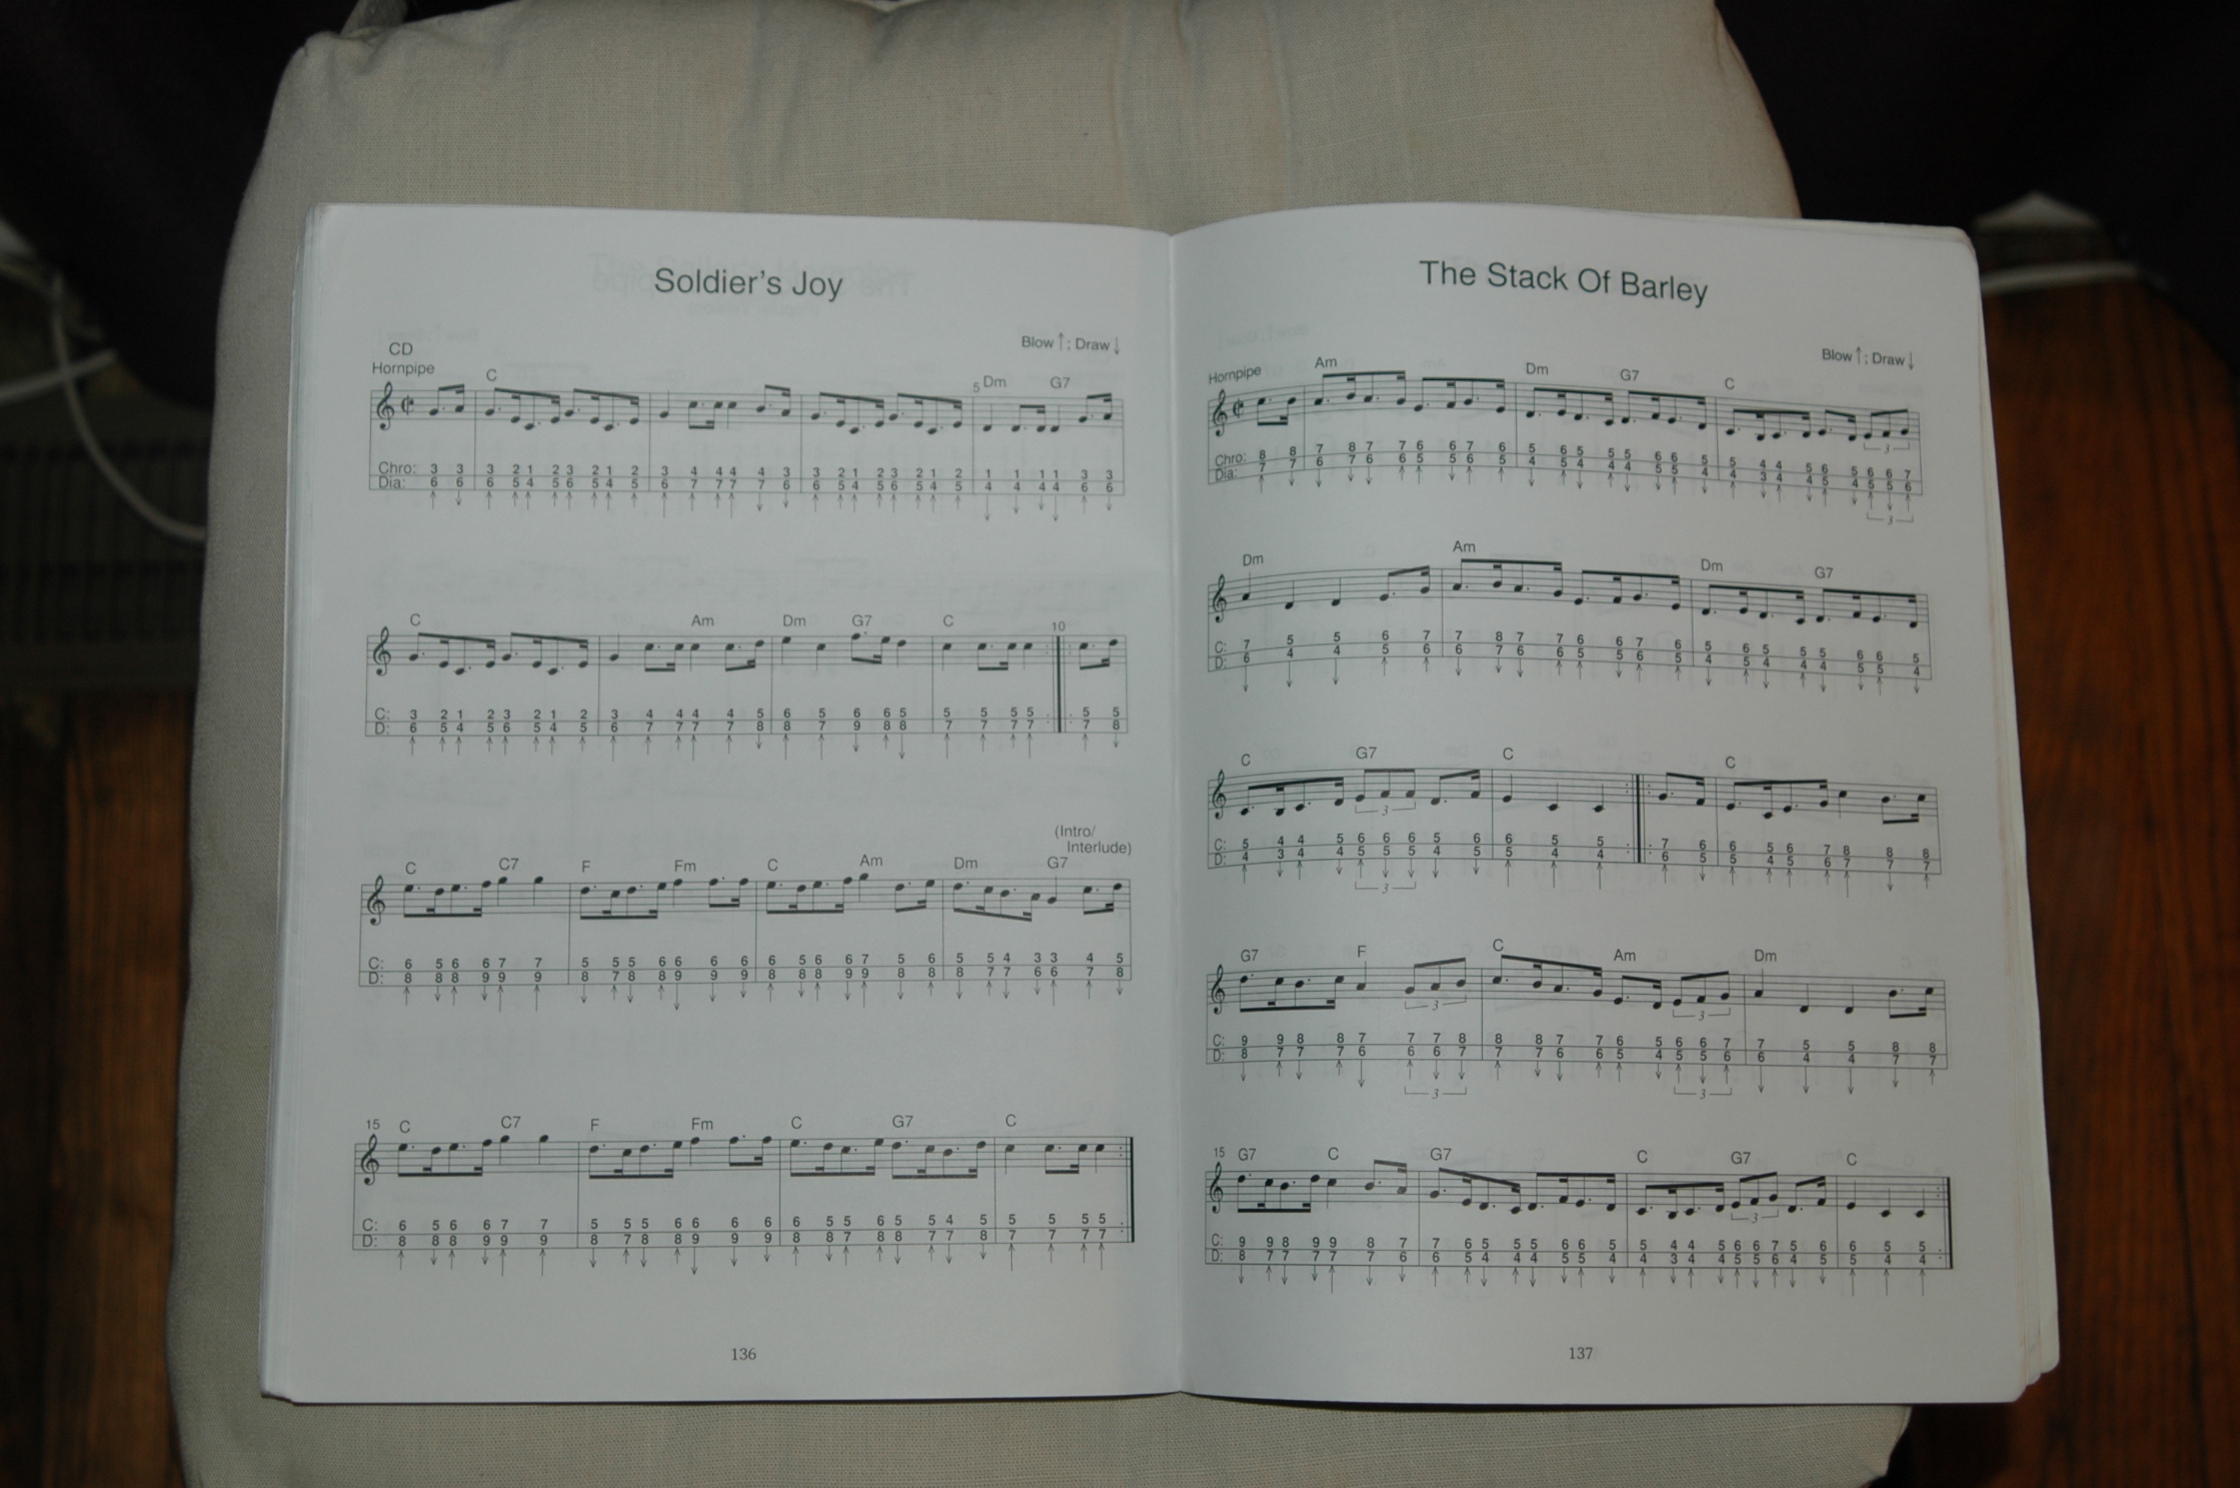 Soldier's Joy
Blow ↑: Draw ↓
CD
Hornpipe
C 5 Dm G7
Chro: 3 3 3 2 1 2 3 2 1 2 3 4 4 4 4 3 3 2 1 2 3 2 1 2 1 1 1 1 3 3
Dia: 6 6 6 5 4 5 6 5 4 5 6 7 7 7 7 6 6 5 4 5 6 5 4 5 4 4 4 4 6 6
C Am Dm G7 C 10
C: 3 2 1 2 3 2 1 2 3 4 4 4 4 5 6 5 6 6 5 5 5 5 5 5 5
D: 6 5 4 5 6 5 4 5 6 7 7 7 7 8 8 7 9 8 8 7 7 7 7 7 8
(Intro/
Interlude)
C C7 F Fm C Am Dm G7
C: 6 5 6 6 7 7 5 5 5 6 6 6 6 6 5 6 6 7 5 6 5 5 4 3 3 4 5
D: 8 8 8 9 9 9 8 7 8 8 9 9 9 8 8 8 9 9 8 8 8 7 7 6 6 7 8
15 C C7 F Fm C G7 C
C: 6 5 6 6 7 7 5 5 5 6 6 6 6 6 5 5 6 5 5 4 5 5 5 5 5
D: 8 8 8 9 9 9 8 7 8 8 9 9 9 8 8 7 8 8 7 7 8 7 7 7 7
136
The Stack Of Barley
Blow ↑: Draw ↓
Hornpipe
Am Dm G7 C
3
Chro: 8 8 7 8 7 7 6 6 7 6 5 6 5 5 5 6 6 5 5 4 4 5 6 5 6 6 7
Dia: 7 7 6 7 6 6 5 5 6 5 4 5 4 4 4 5 5 4 4 3 4 4 5 4 5 5 6
3
Dm Am Dm G7
C: 7 5 5 6 7 7 8 7 7 6 6 7 6 5 6 5 5 5 6 6 5
D: 6 4 4 5 6 6 7 6 6 5 5 6 5 4 5 4 4 4 5 5 4
C G7 C C
3
C: 5 4 4 5 6 6 6 5 6 6 5 5 7 6 6 5 6 7 8 8 8
D: 4 3 4 4 5 5 5 4 5 5 4 4 6 5 5 4 5 6 7 7 7
3
G7 F C Am Dm
3 3
C: 9 9 8 8 7 7 7 8 8 8 7 7 6 5 6 6 7 7 5 5 8 8
D: 8 7 7 7 6 6 6 7 7 7 6 6 5 4 5 5 6 6 4 4 7 7
3 3
15 G7 C G7 C G7 C
3
C: 9 9 8 9 9 8 7 7 6 5 5 5 6 6 5 5 4 4 5 6 6 7 5 6 6 5 5
D: 8 7 7 7 7 7 6 6 5 4 4 4 5 5 4 4 3 4 4 5 5 6 4 5 5 4 4
137